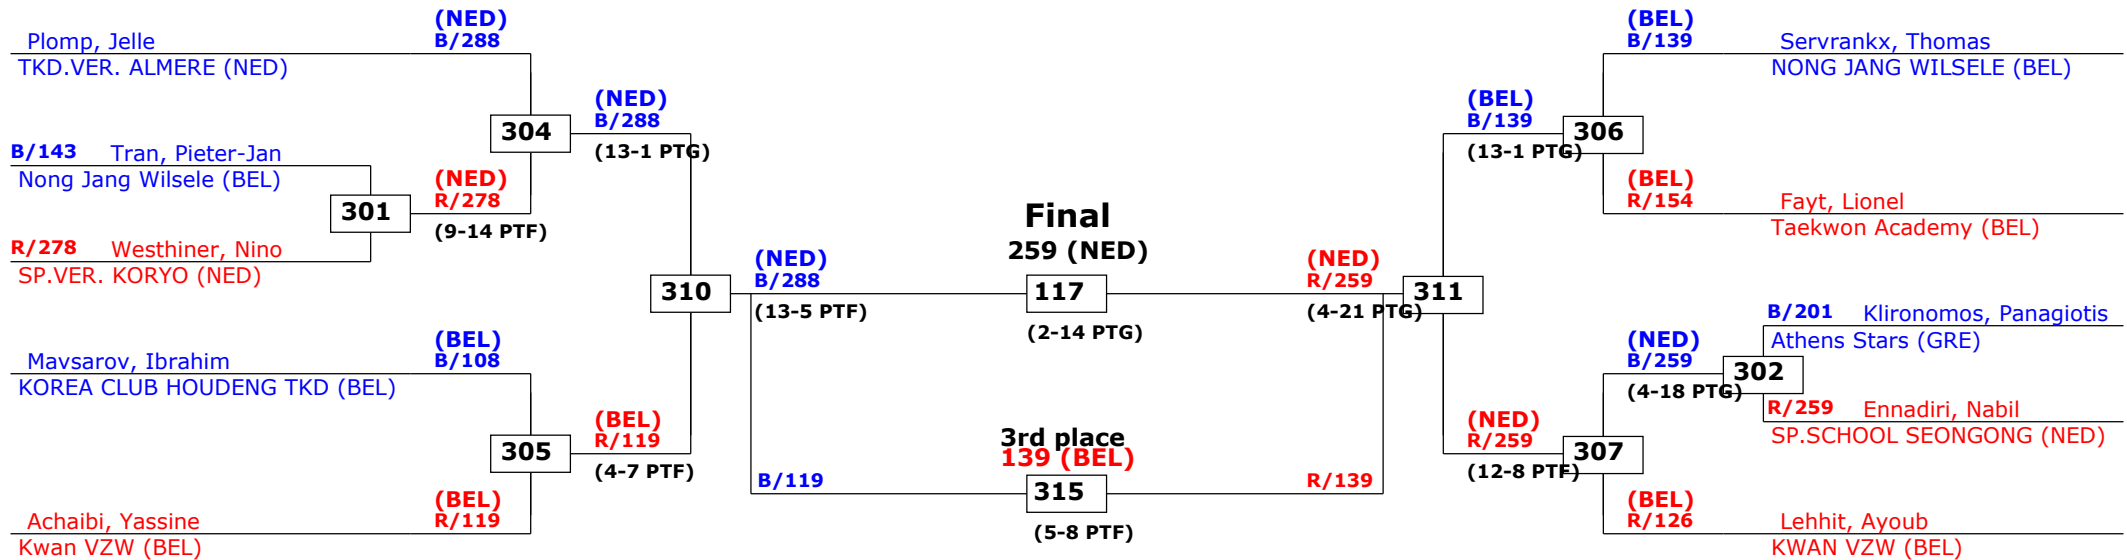 (NED)
B/288
Plomp, Jelle
TKD.VER. ALMERE (NED)
304
(NED)
B/288
(13-1 PTG)
B/143 Tran, Pieter-Jan
Nong Jang Wilsele (BEL)
301
(NED)
R/278
(9-14 PTF)
R/278 Westhiner, Nino
SP.VER. KORYO (NED)
310
(NED)
B/288
(13-5 PTF)
(BEL)
B/108
Mavsarov, Ibrahim
KOREA CLUB HOUDENG TKD (BEL)
305
(BEL)
R/119
(4-7 PTF)
(BEL)
R/119
Achaibi, Yassine
Kwan VZW (BEL)
Final
259 (NED)
117
(2-14 PTG)
3rd place
139 (BEL)
B/119
315
R/139
(5-8 PTF)
(NED)
R/259
(4-21 PTG)
311
(BEL)
B/139
(13-1 PTG)
306
(BEL)
B/139
Servrankx, Thomas
NONG JANG WILSELE (BEL)
(BEL)
R/154
Fayt, Lionel
Taekwon Academy (BEL)
(NED)
R/259
(12-8 PTF)
307
(NED)
B/259
(4-18 PTG)
302
B/201 Klironomos, Panagiotis
Athens Stars (GRE)
R/259 Ennadiri, Nabil
SP.SCHOOL SEONGONG (NED)
(BEL)
R/126
Lehhit, Ayoub
KWAN VZW (BEL)